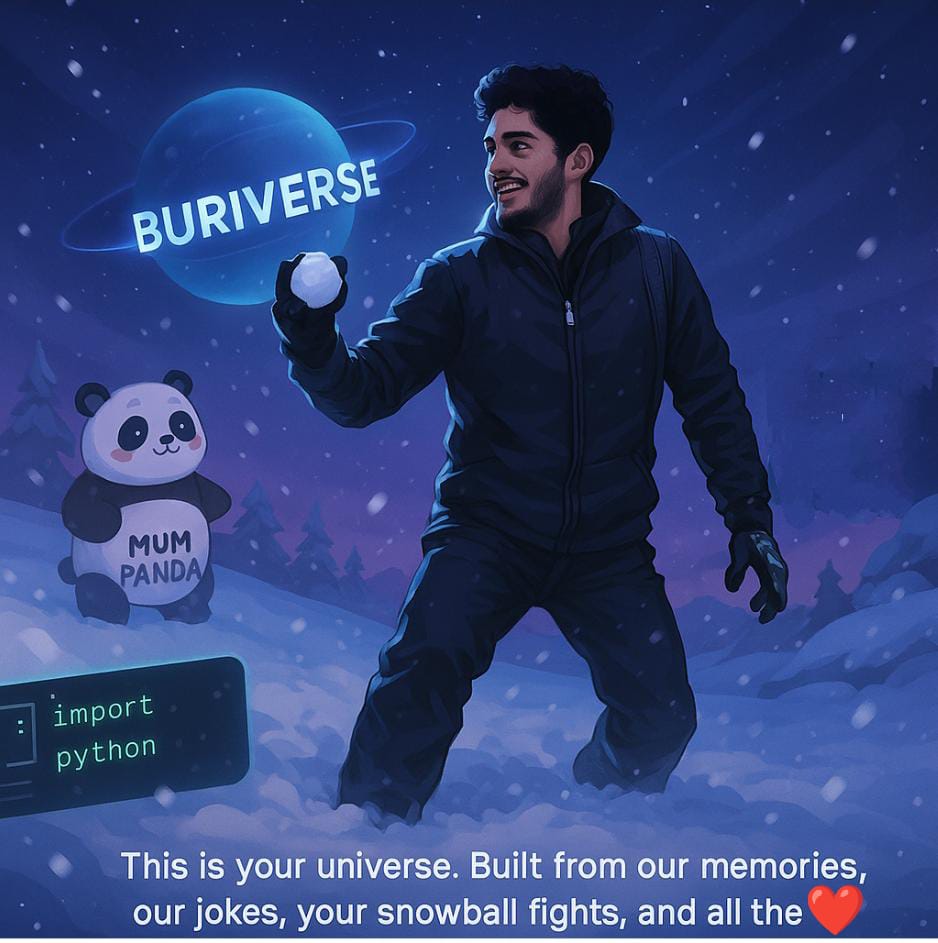 BURIVERSE
MUM
PANDA
import
python
This is your universe. Built from our memories,
our jokes, your snowball fights, and all the❤️